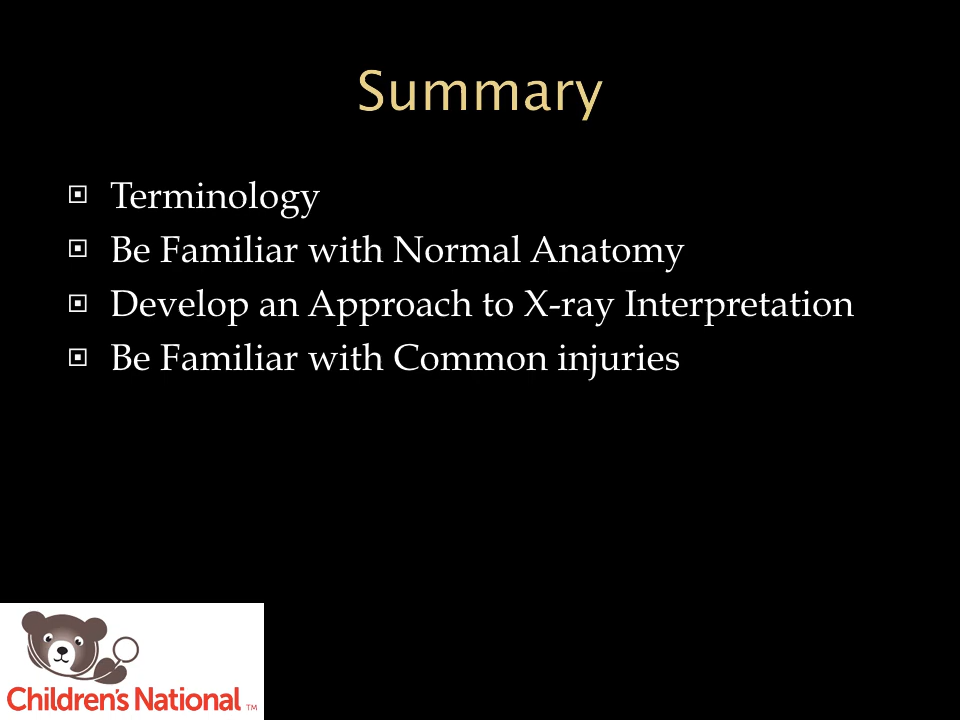 Summary
Terminology
Be Familiar with Normal Anatomy
Develop an Approach to X-ray Interpretation
Be Familiar with Common injuries
Children's National ™